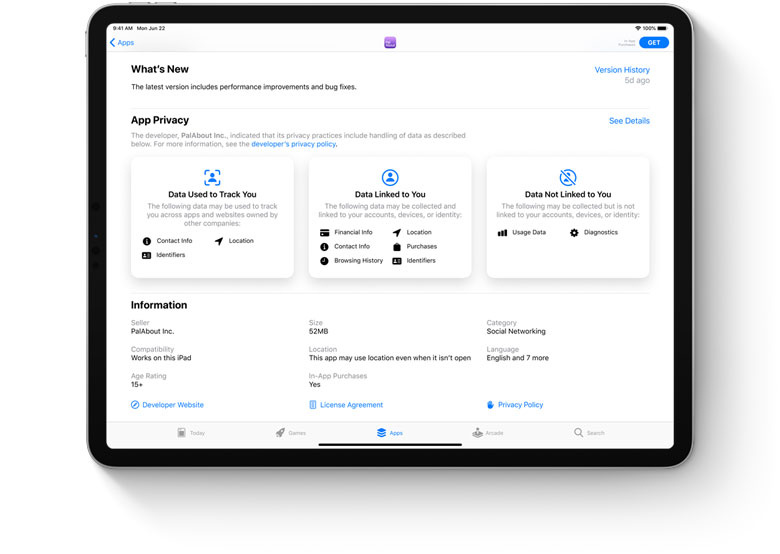 9:41 AM Mon Jun 22
100%
Apps
In-App
Purchases
GET
What's New
Version History
The latest version includes performance improvements and bug fixes.
5d ago
App Privacy
See Details
The developer, PalAbout Inc., indicated that its privacy practices include handling of data as described
below. For more information, see the developer's privacy policy.
Data Used to Track You
The following data may be used to track
you across apps and websites owned by
other companies:
Contact Info
Location
Identifiers
Data Linked to You
The following data may be collected and
linked to your accounts, devices, or identity:
Financial Info
Location
Contact Info
Purchases
Browsing History
Identifiers
Data Not Linked to You
The following may be collected but is not
linked to your accounts, devices, or identity:
Usage Data
Diagnostics
Information
Seller
PalAbout Inc.
Size
52MB
Category
Social Networking
Compatibility
Works on this iPad
Location
This app may use location even when it isn't open
Language
English and 7 more
Age Rating
15+
In-App Purchases
Yes
Developer Website
License Agreement
Privacy Policy
Today
Games
Apps
Arcade
Search